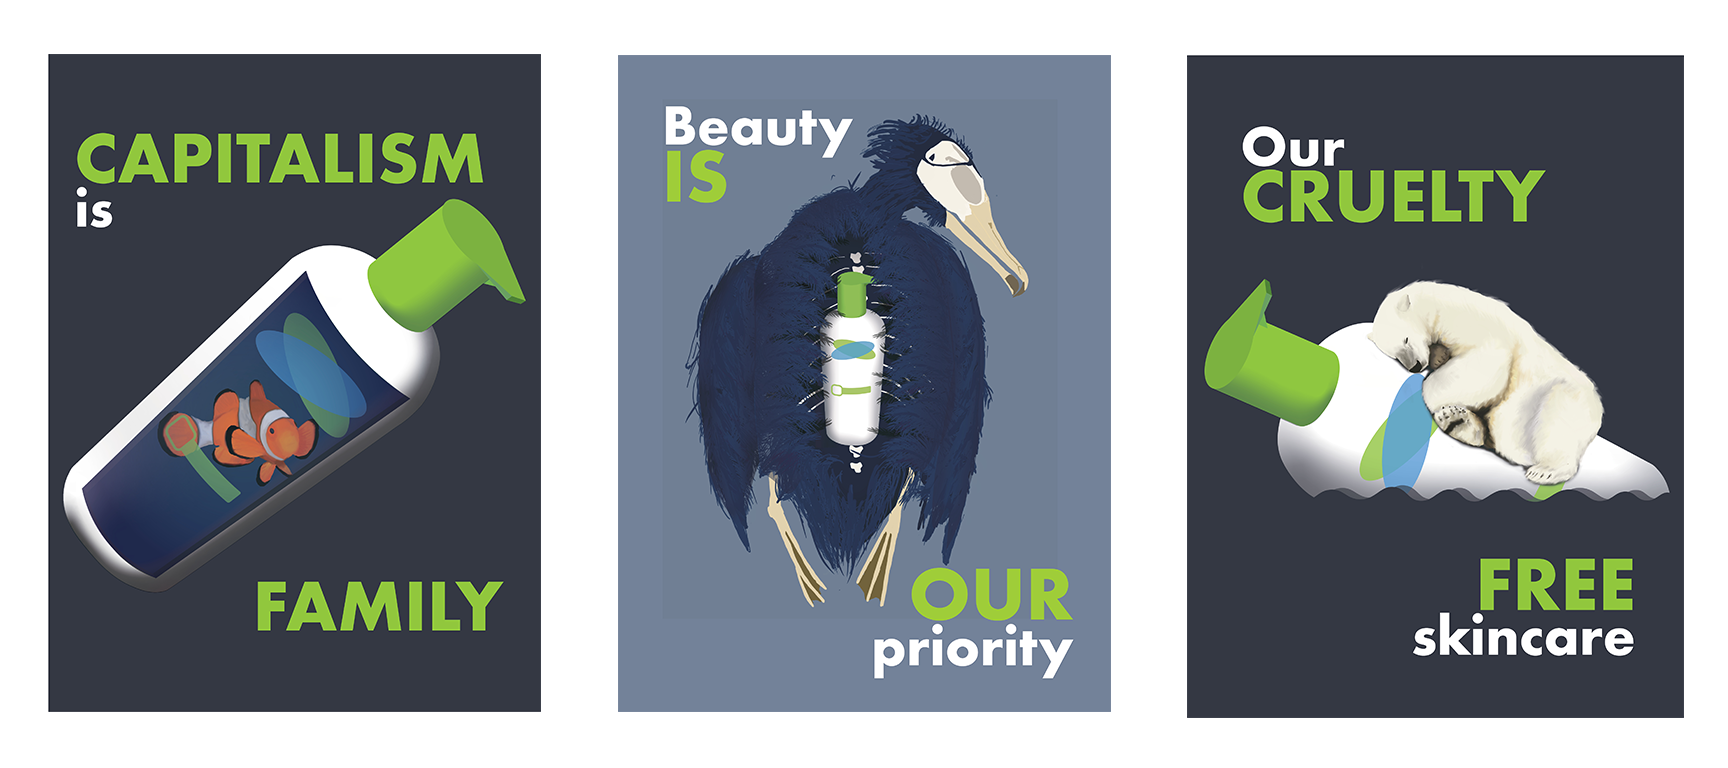 CAPITALISM
is
FAMILY
Beauty
IS
OUR
priority
Our
CRUELTY
FREE
skincare